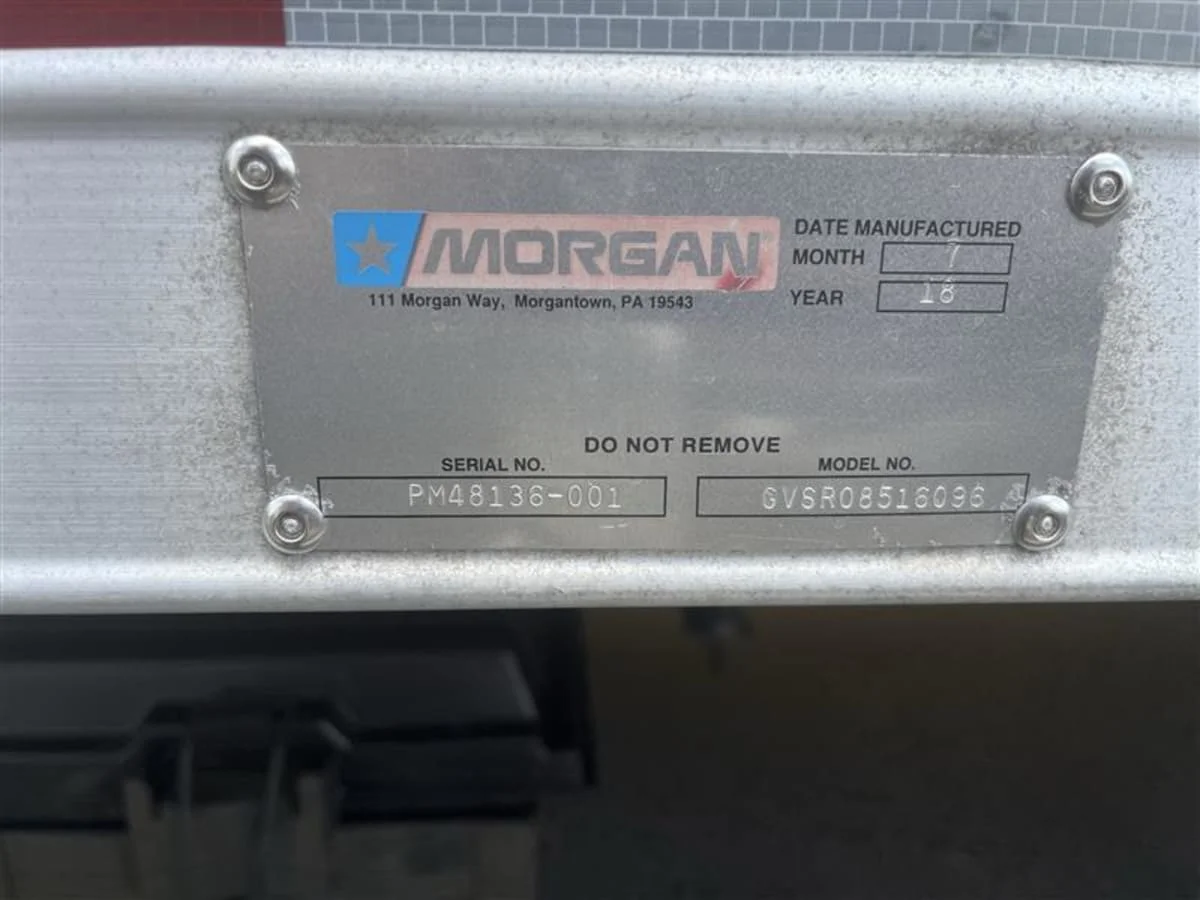 MORGAN
111 Morgan Way, Morgantown, PA 19543
DATE MANUFACTURED
MONTH 7
YEAR 18
DO NOT REMOVE
SERIAL NO.
PM48136-001
MODEL NO.
GVSR08516096